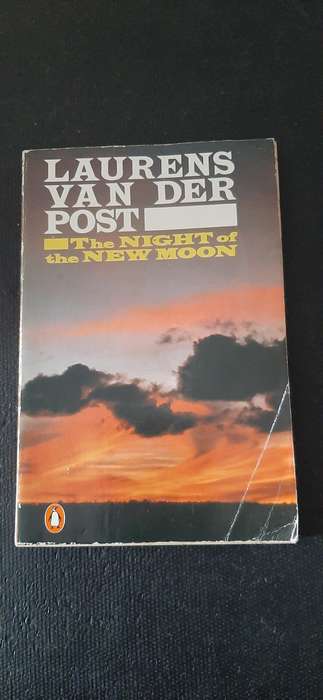 LAURENS
VAN DER
POST
The NIGHT of
the NEW MOON